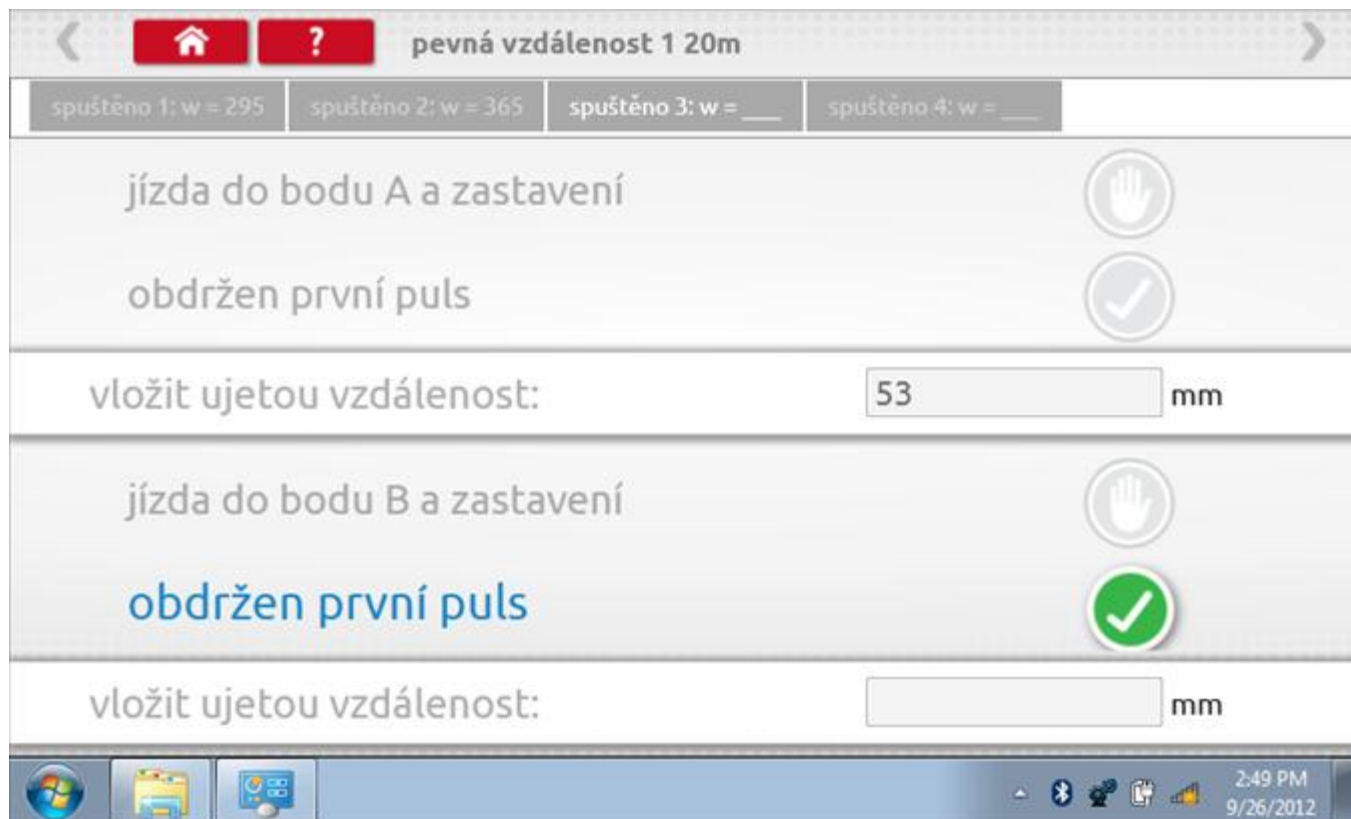 ? pevná vzdálenost 1 20m
spuštěno 1: w = 295 spuštěno 2: w = 365 spuštěno 3: w = ___ spuštěno 4: w = ___
jízda do bodu A a zastavení
obdržen první puls
vložit ujetou vzdálenost: 53 mm
jízda do bodu B a zastavení
obdržen první puls
vložit ujetou vzdálenost: mm
2:49 PM
9/26/2012